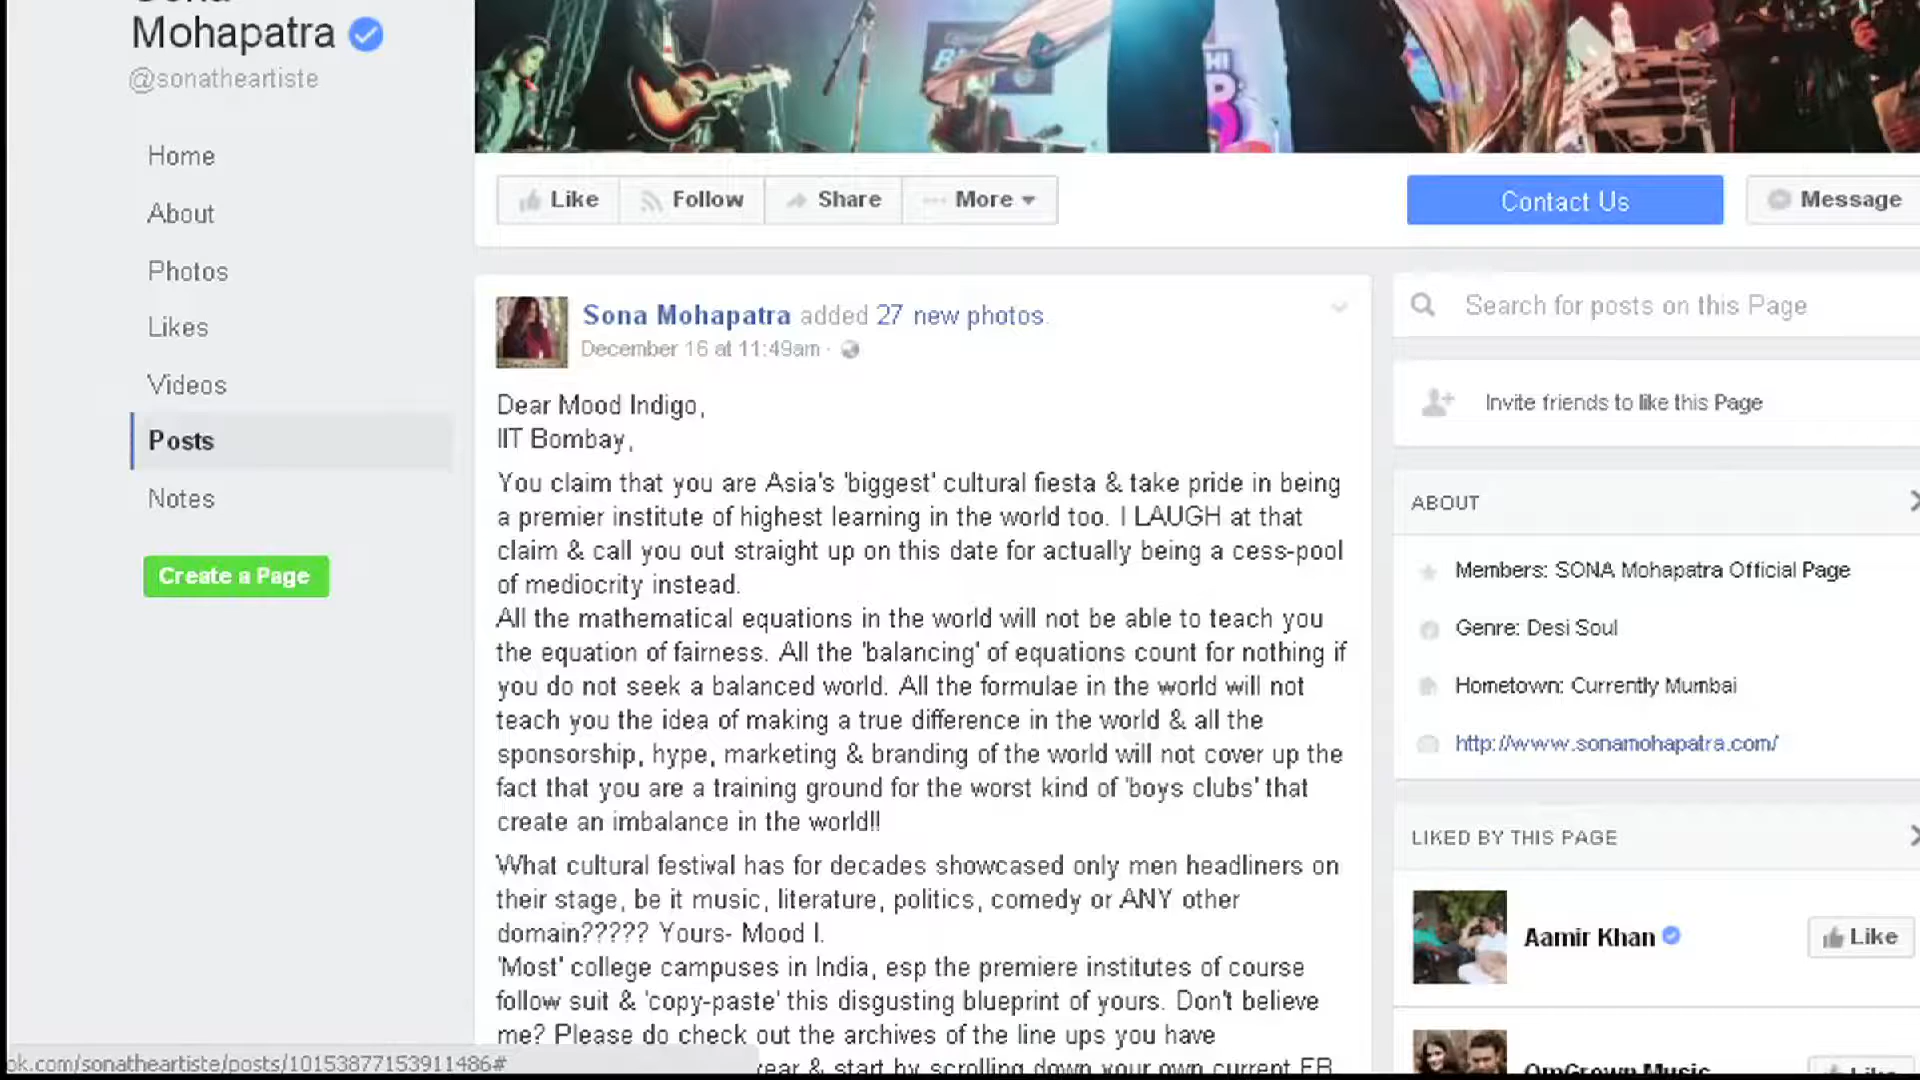 Mohapatra
@sonatheartiste
Home
About
Photos
Likes
Videos
Posts
Notes
Create a Page
Like
Follow
Share
More
Contact Us
Message
Sona Mohapatra added 27 new photos.
December 16 at 11:49am ·
Dear Mood Indigo,
IIT Bombay,
You claim that you are Asia's 'biggest' cultural fiesta & take pride in being
a premier institute of highest learning in the world too. I LAUGH at that
claim & call you out straight up on this date for actually being a cess-pool
of mediocrity instead.
All the mathematical equations in the world will not be able to teach you
the equation of fairness. All the 'balancing' of equations count for nothing if
you do not seek a balanced world. All the formulae in the world will not
teach you the idea of making a true difference in the world & all the
sponsorship, hype, marketing & branding of the world will not cover up the
fact that you are a training ground for the worst kind of 'boys clubs' that
create an imbalance in the world!!
What cultural festival has for decades showcased only men headliners on
their stage, be it music, literature, politics, comedy or ANY other
domain????? Yours- Mood I.
'Most' college campuses in India, esp the premiere institutes of course
follow suit & 'copy-paste' this disgusting blueprint of yours. Don't believe
me? Please do check out the archives of the line ups you have
year & start by scrolling down your own current FB
ok.com/sonatheartiste/posts/10153877153911486#
Search for posts on this Page
Invite friends to like this Page
ABOUT
Members: SONA Mohapatra Official Page
Genre: Desi Soul
Hometown: Currently Mumbai
http://www.sonamohapatra.com/
LIKED BY THIS PAGE
Aamir Khan
Like
OmGrown Music
Like